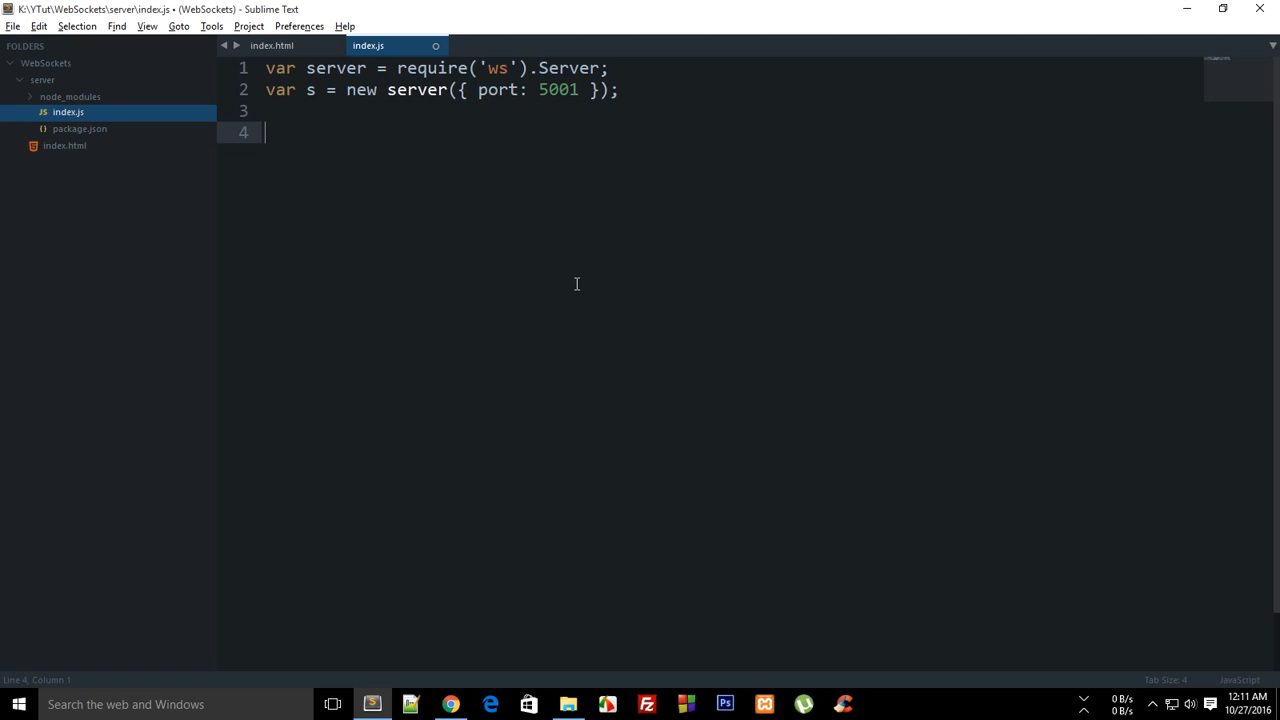 K:\YTut\WebSockets\server\index.js • (WebSockets) - Sublime Text
File Edit Selection Find View Goto Tools Project Preferences Help
FOLDERS
WebSockets
server
node_modules
JS index.js
{} package.json
index.html
index.html index.js
1 var server = require('ws').Server;
2 var s = new server({ port: 5001 });
3
4
Line 4, Column 1
Tab Size: 4 JavaScript
Search the web and Windows
Ps
0 B/s
0 B/s
12:11 AM
10/27/2016